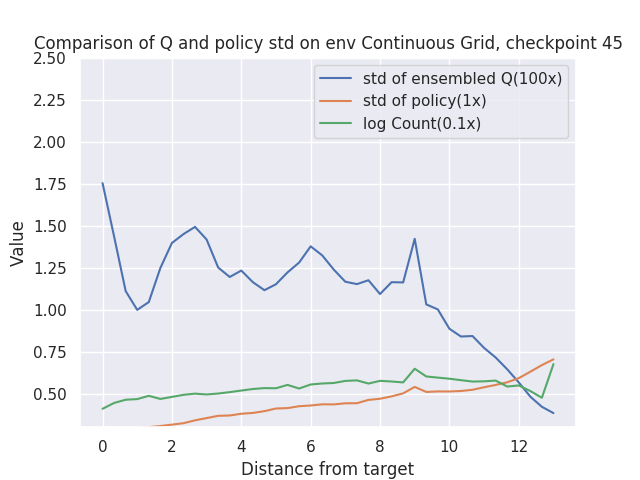 Comparison of Q and policy std on env Continuous Grid, checkpoint 45
std of ensembled Q(100x)
std of policy(1x)
log Count(0.1x)
Value
2.50
2.25
2.00
1.75
1.50
1.25
1.00
0.75
0.50
0 2 4 6 8 10 12
Distance from target